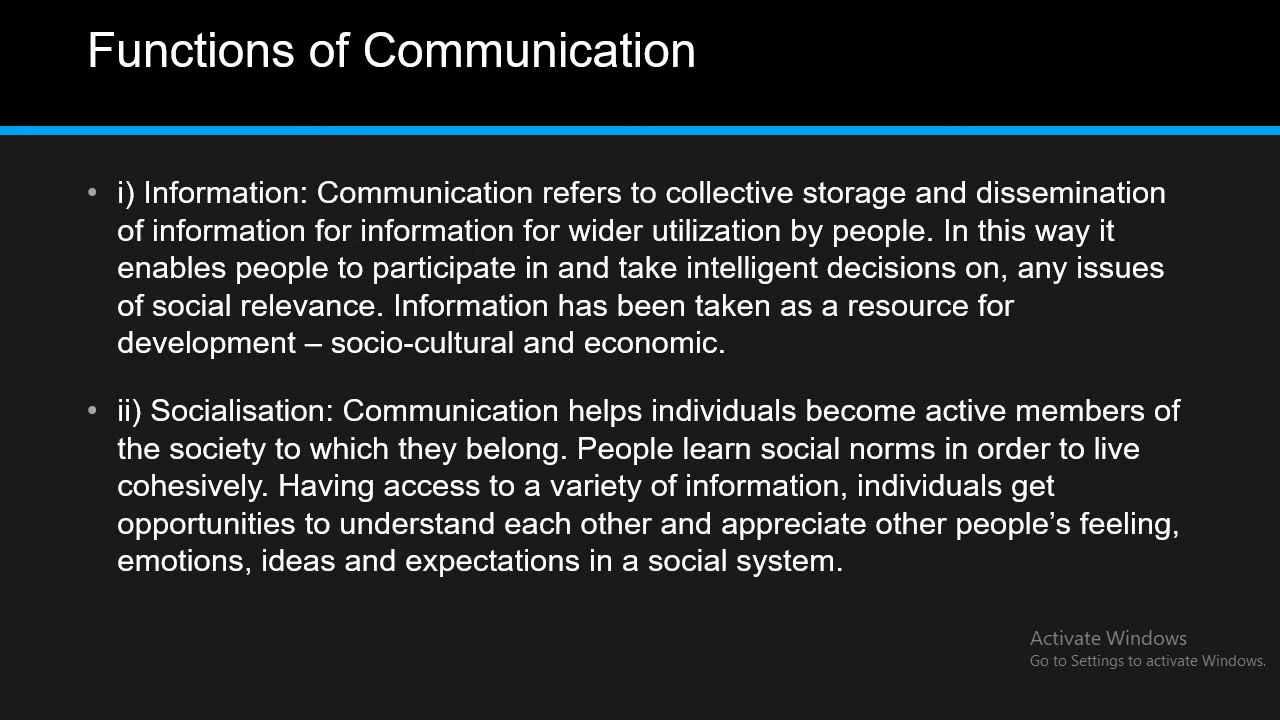 Functions of Communication
• i) Information: Communication refers to collective storage and dissemination
of information for information for wider utilization by people. In this way it
enables people to participate in and take intelligent decisions on, any issues
of social relevance. Information has been taken as a resource for
development – socio-cultural and economic.
• ii) Socialisation: Communication helps individuals become active members of
the society to which they belong. People learn social norms in order to live
cohesively. Having access to a variety of information, individuals get
opportunities to understand each other and appreciate other people’s feeling,
emotions, ideas and expectations in a social system.
Activate Windows
Go to Settings to activate Windows.